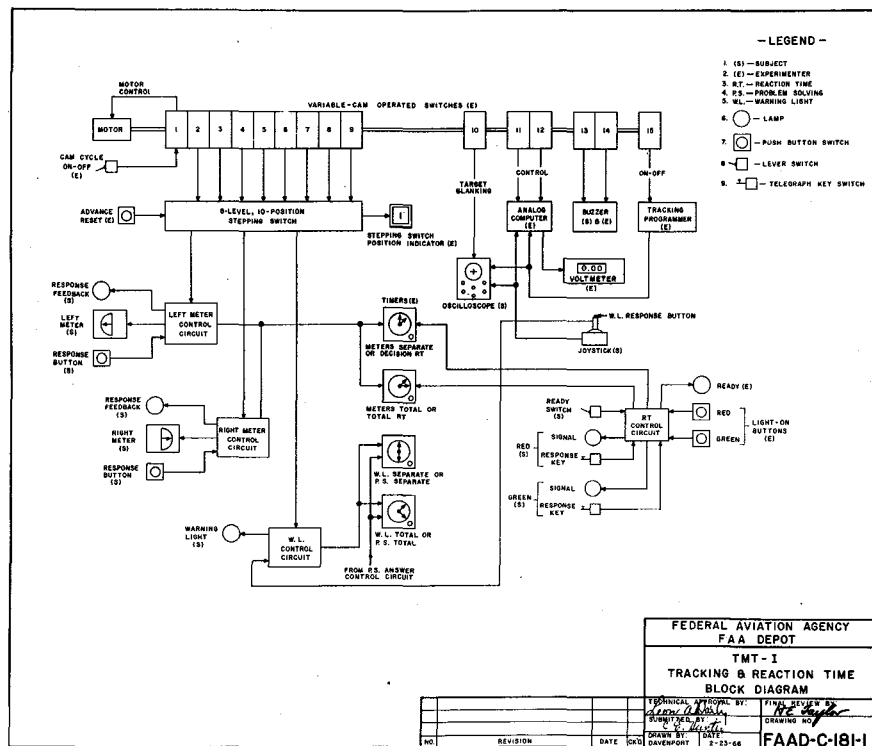 — LEGEND —
1. (S) — SUBJECT
2. (E) — EXPERIMENTER
3. R.T. — REACTION TIME
4. P.S. — PROBLEM SOLVING
5. W.L. — WARNING LIGHT
6. — LAMP
7. — PUSH BUTTON SWITCH
8 — LEVER SWITCH
9. — TELEGRAPH KEY SWITCH
MOTOR
CONTROL
VARIABLE-CAM OPERATED SWITCHES (E)
MOTOR
1 2 3 4 5 6 7 8 9 10 11 12 13 14 15
CAM CYCLE
ON-OFF
(E)
TARGET
BLANKING
CONTROL
ON-OFF
ADVANCE
RESET (E)
8-LEVEL, 10-POSITION
STEPPING SWITCH
1
STEPPING SWITCH
POSITION INDICATOR (E)
ANALOG
COMPUTER
(E)
BUZZER
(S) & (E)
TRACKING
PROGRAMMER
(E)
0.00
VOLTMETER
(E)
OSCILLOSCOPE (S)
RESPONSE
FEEDBACK
(S)
LEFT
METER
(S)
RESPONSE
BUTTON
(S)
LEFT METER
CONTROL
CIRCUIT
TIMERS (E)
METERS SEPARATE
OR DECISION RT
W.L. RESPONSE BUTTON
JOYSTICK (S)
METERS TOTAL OR
TOTAL RT
READY (E)
RESPONSE
FEEDBACK
(S)
RIGHT
METER
(S)
RESPONSE
BUTTON
(S)
RIGHT METER
CONTROL
CIRCUIT
READY
SWITCH
(S)
RED
(S)
SIGNAL
RESPONSE
KEY
RT
CONTROL
CIRCUIT
RED
GREEN
LIGHT-ON
BUTTONS
(E)
GREEN
(S)
SIGNAL
RESPONSE
KEY
W.L. SEPARATE OR
P.S. SEPARATE
WARNING
LIGHT
(S)
W. L.
CONTROL
CIRCUIT
W.L. TOTAL OR
P.S. TOTAL
FROM P.S. ANSWER
CONTROL CIRCUIT
FEDERAL AVIATION AGENCY
FAA DEPOT
TMT-I
TRACKING & REACTION TIME
BLOCK DIAGRAM
TECHNICAL APPROVAL BY:
FINAL REVIEW BY
SUBMITTED BY:
DRAWING NO.
DRAWN BY: DAVENPORT
DATE: 2-23-66
FAAD-C-181-1
NO. REVISION DATE CK'D